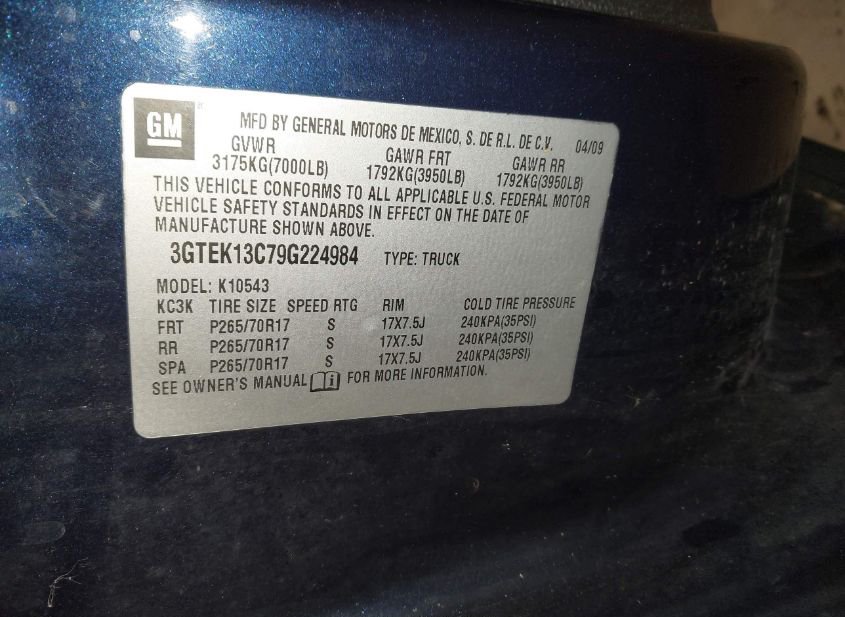 GM
MFD BY GENERAL MOTORS DE MEXICO, S. DE R.L. DE C.V. 04/09
GVWR GAWR FRT GAWR RR
3175KG(7000LB) 1792KG(3950LB) 1792KG(3950LB)
THIS VEHICLE CONFORMS TO ALL APPLICABLE U.S. FEDERAL MOTOR
VEHICLE SAFETY STANDARDS IN EFFECT ON THE DATE OF
MANUFACTURE SHOWN ABOVE.
3GTEK13C79G224984 TYPE: TRUCK
MODEL: K10543
KC3K TIRE SIZE SPEED RTG RIM COLD TIRE PRESSURE
FRT P265/70R17 S 17X7.5J 240KPA(35PSI)
RR P265/70R17 S 17X7.5J 240KPA(35PSI)
SPA P265/70R17 S 17X7.5J 240KPA(35PSI)
SEE OWNER'S MANUAL FOR MORE INFORMATION.